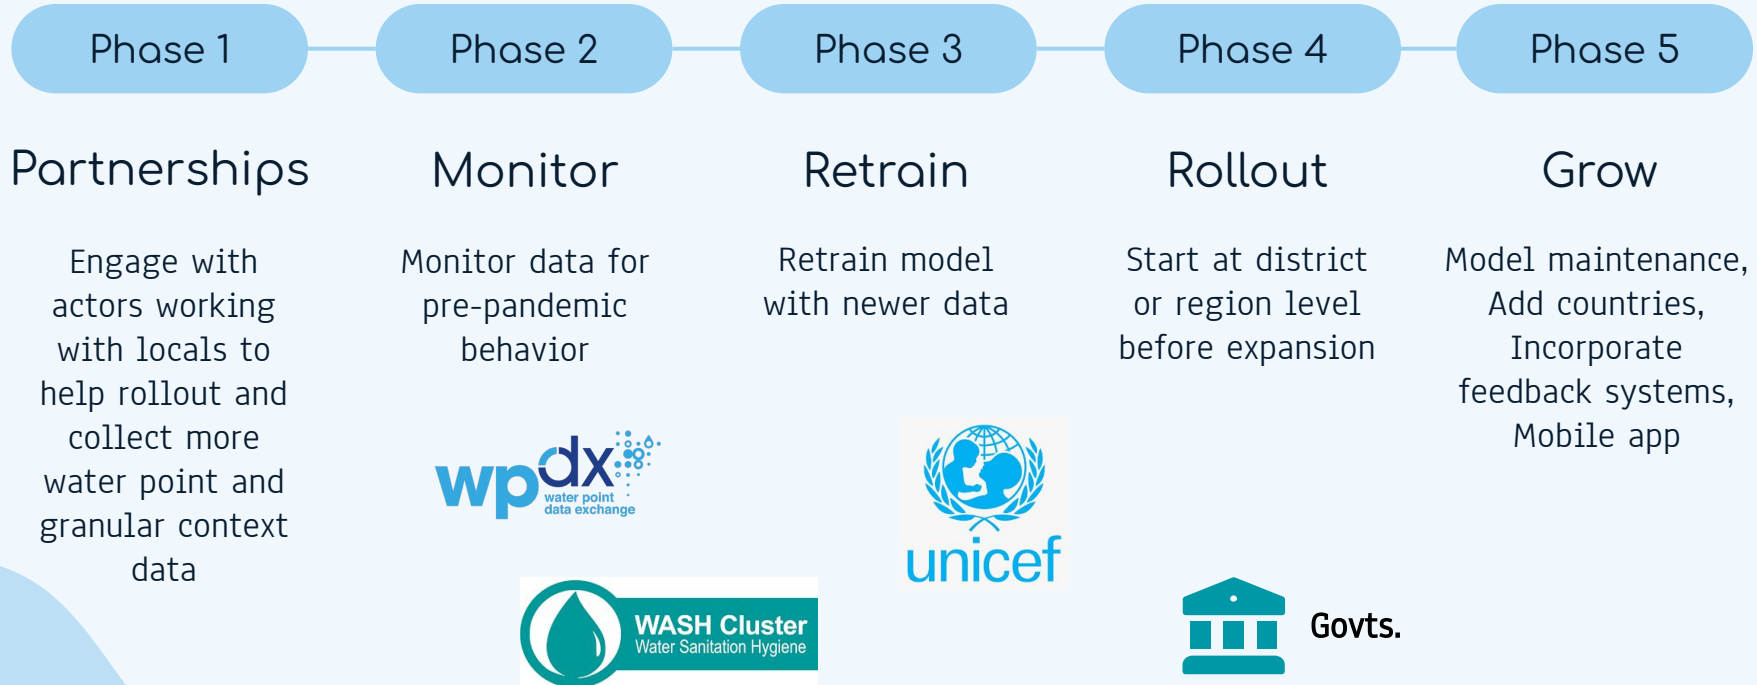 Phase 1
Phase 2
Phase 3
Phase 4
Phase 5
Partnerships
Engage with
actors working
with locals to
help rollout and
collect more
water point and
granular context
data
Monitor
Monitor data for
pre-pandemic
behavior
Retrain
Retrain model
with newer data
Rollout
Start at district
or region level
before expansion
Grow
Model maintenance,
Add countries,
Incorporate
feedback systems,
Mobile app
wpdx
water point
data exchange
unicef
WASH Cluster
Water Sanitation Hygiene
Govts.